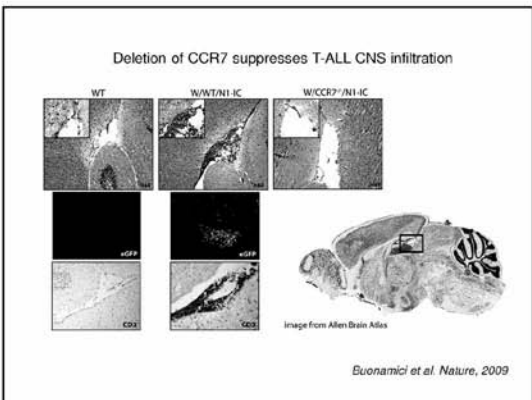 Deletion of CCR7 suppresses T-ALL CNS infiltration
WT
W/WT/N1-IC
W/CCR7°/N1-IC
eGFP
eGFP
CD3
CD3
Image from Allen Brain Atlas
Buonamici et al. Nature, 2009